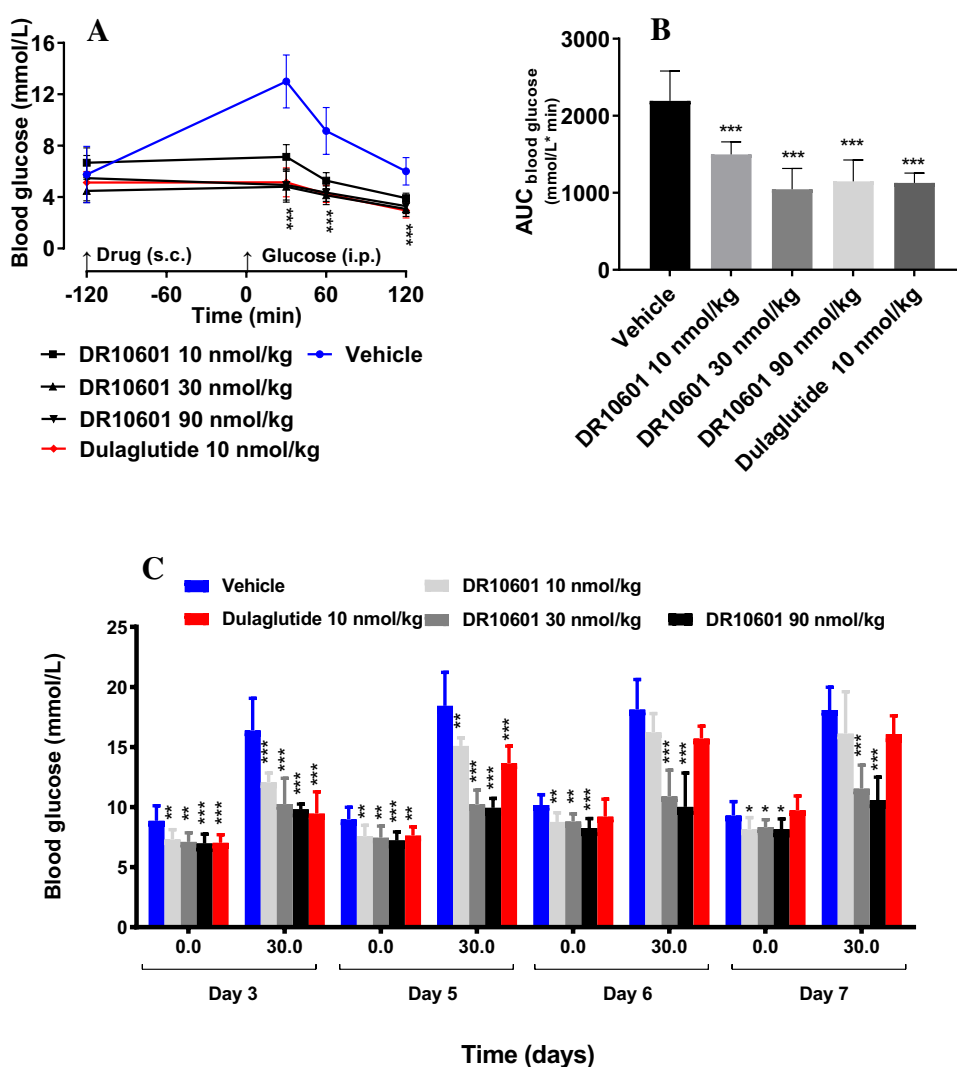 A
Blood glucose (mmol/L)
16
12
8
4
0
***
***
***
↑ Drug (s.c.)
↑ Glucose (i.p.)
-120 -60 0 60 120
Time (min)
DR10601 10 nmol/kg Vehicle
DR10601 30 nmol/kg
DR10601 90 nmol/kg
Dulaglutide 10 nmol/kg
B
AUC blood glucose
(mmol/L* min)
3000
2000
1000
0
***
***
***
***
Vehicle
DR10601 10 nmol/kg
DR10601 30 nmol/kg
DR10601 90 nmol/kg
Dulaglutide 10 nmol/kg
C
Vehicle DR10601 10 nmol/kg
Dulaglutide 10 nmol/kg DR10601 30 nmol/kg DR10601 90 nmol/kg
Blood glucose (mmol/L)
25
20
15
10
5
0
** ** *** ***
*** *** *** ***
** ** *** **
** *** *** ***
** ** ***
*** ***
* * *
*** ***
0.0 30.0 0.0 30.0 0.0 30.0 0.0 30.0
Day 3 Day 5 Day 6 Day 7
Time (days)